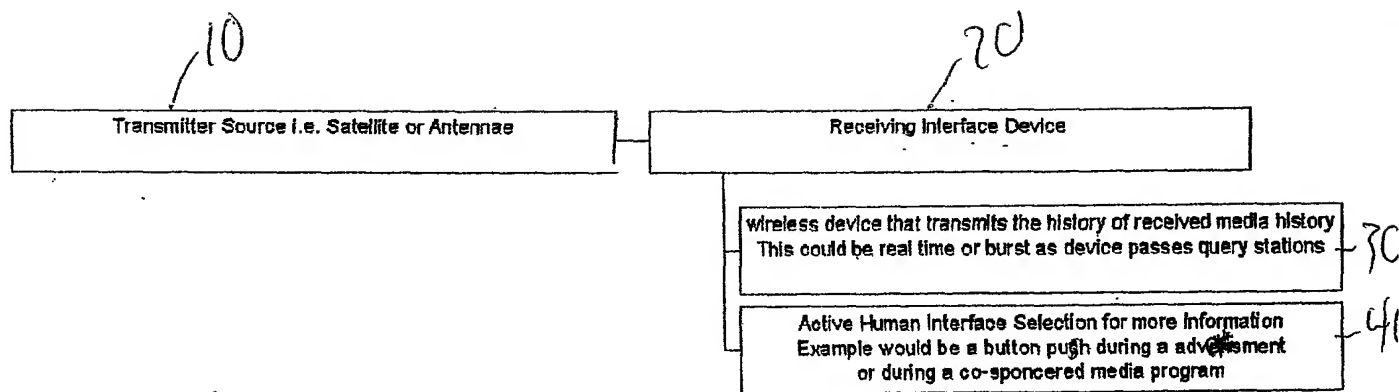 10
20
Transmitter Source i.e. Satellite or Antennae
Receiving Interface Device
wireless device that transmits the history of received media history
This could be real time or burst as device passes query stations
30
Active Human Interface Selection for more information
Example would be a button push during a
or during a co-sponcered media program